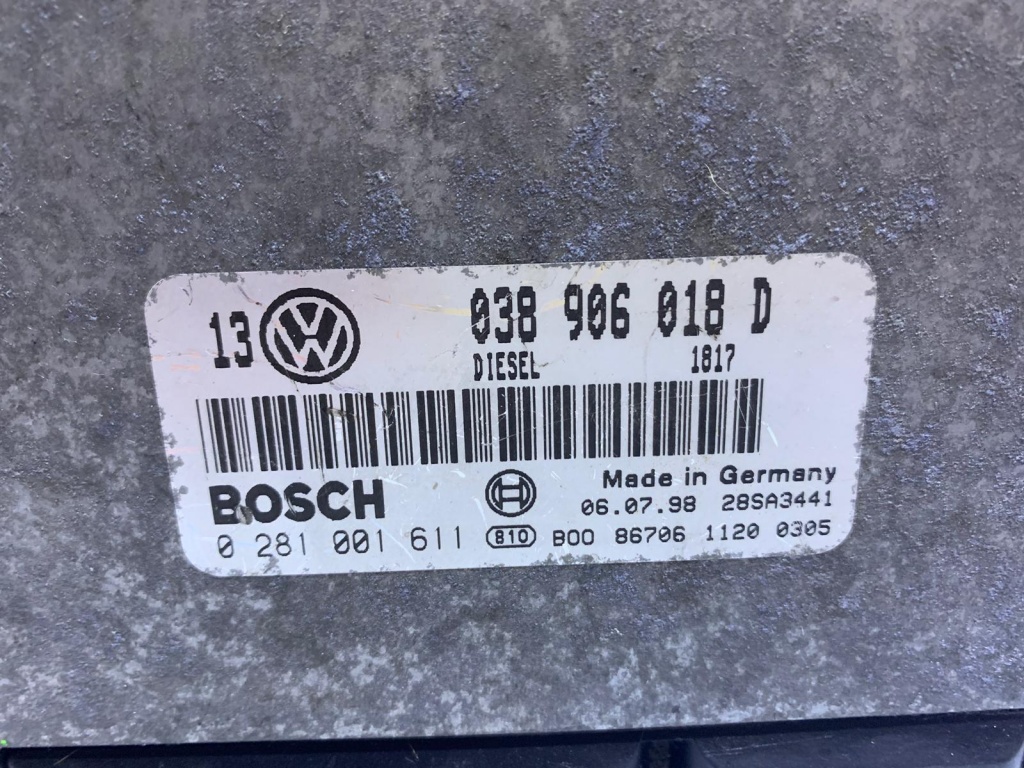 13 VW 038 906 018 D
DIESEL 1817
BOSCH Made in Germany
06.07.98 28SA3441
0 281 001 611 810 B00 86706 1120 0305